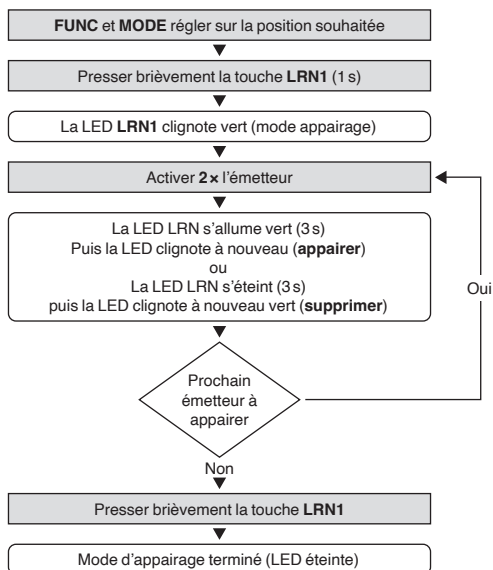 FUNC et MODE régler sur la position souhaitée
Presser brièvement la touche LRN1 (1 s)
La LED LRN1 clignote vert (mode appairage)
Activer 2× l’émetteur
La LED LRN s’allume vert (3 s)
Puis la LED clignote à nouveau (appairer)
ou
La LED LRN s’éteint (3 s)
puis la LED clignote à nouveau vert (supprimer)
Oui
Prochain
émetteur à
appairer
Non
Presser brièvement la touche LRN1
Mode d’appairage terminé (LED éteinte)